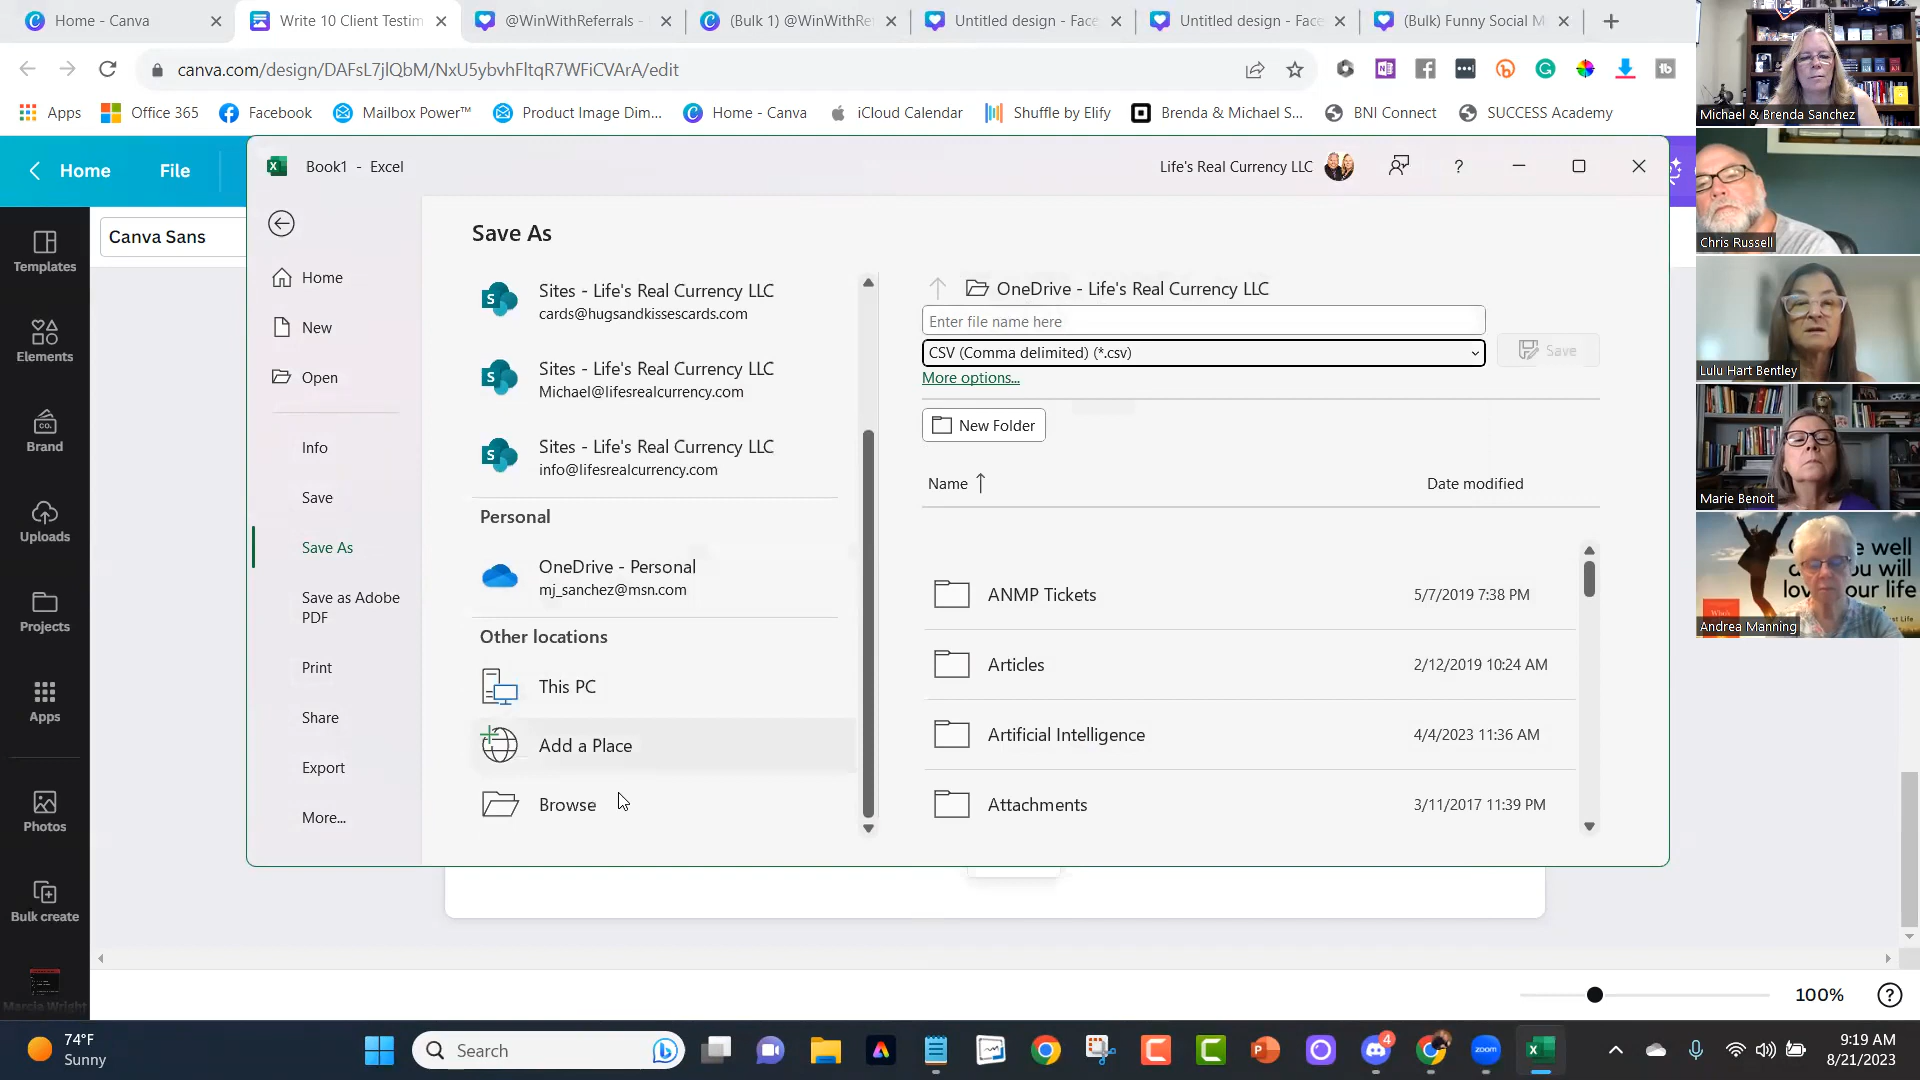 Home - Canva
Write 10 Client Testim
@WinWithReferrals -
(Bulk 1) @WinWithRe
Untitled design - Face
Untitled design - Face
(Bulk) Funny Social M
canva.com/design/DAFsL7jlQbM/NxU5ybvhFltqR7WFiCVArA/edit
Apps
Office 365
Facebook
Mailbox Power™
Product Image Dim...
Home - Canva
iCloud Calendar
Shuffle by Elify
Brenda & Michael S...
BNI Connect
SUCCESS Academy
Home
File
Canva Sans
Templates
Elements
Brand
Uploads
Projects
Apps
Photos
Bulk create
Marcia Wright
Book1 - Excel
Life's Real Currency LLC
Home
New
Open
Info
Save
Save As
Save as Adobe
PDF
Print
Share
Export
More...
Save As
Sites - Life's Real Currency LLC
cards@hugsandkissescards.com
Sites - Life's Real Currency LLC
Michael@lifesrealcurrency.com
Sites - Life's Real Currency LLC
info@lifesrealcurrency.com
Personal
OneDrive - Personal
mj_sanchez@msn.com
Other locations
This PC
Add a Place
Browse
OneDrive - Life's Real Currency LLC
Enter file name here
CSV (Comma delimited) (*.csv)
Save
More options...
New Folder
Name
Date modified
ANMP Tickets
5/7/2019 7:38 PM
Articles
2/12/2019 10:24 AM
Artificial Intelligence
4/4/2023 11:36 AM
Attachments
3/11/2017 11:39 PM
Michael & Brenda Sanchez
Chris Russell
Lulu Hart Bentley
Marie Benoit
Andrea Manning
100%
74°F
Sunny
Search
zoom
4
9:19 AM
8/21/2023